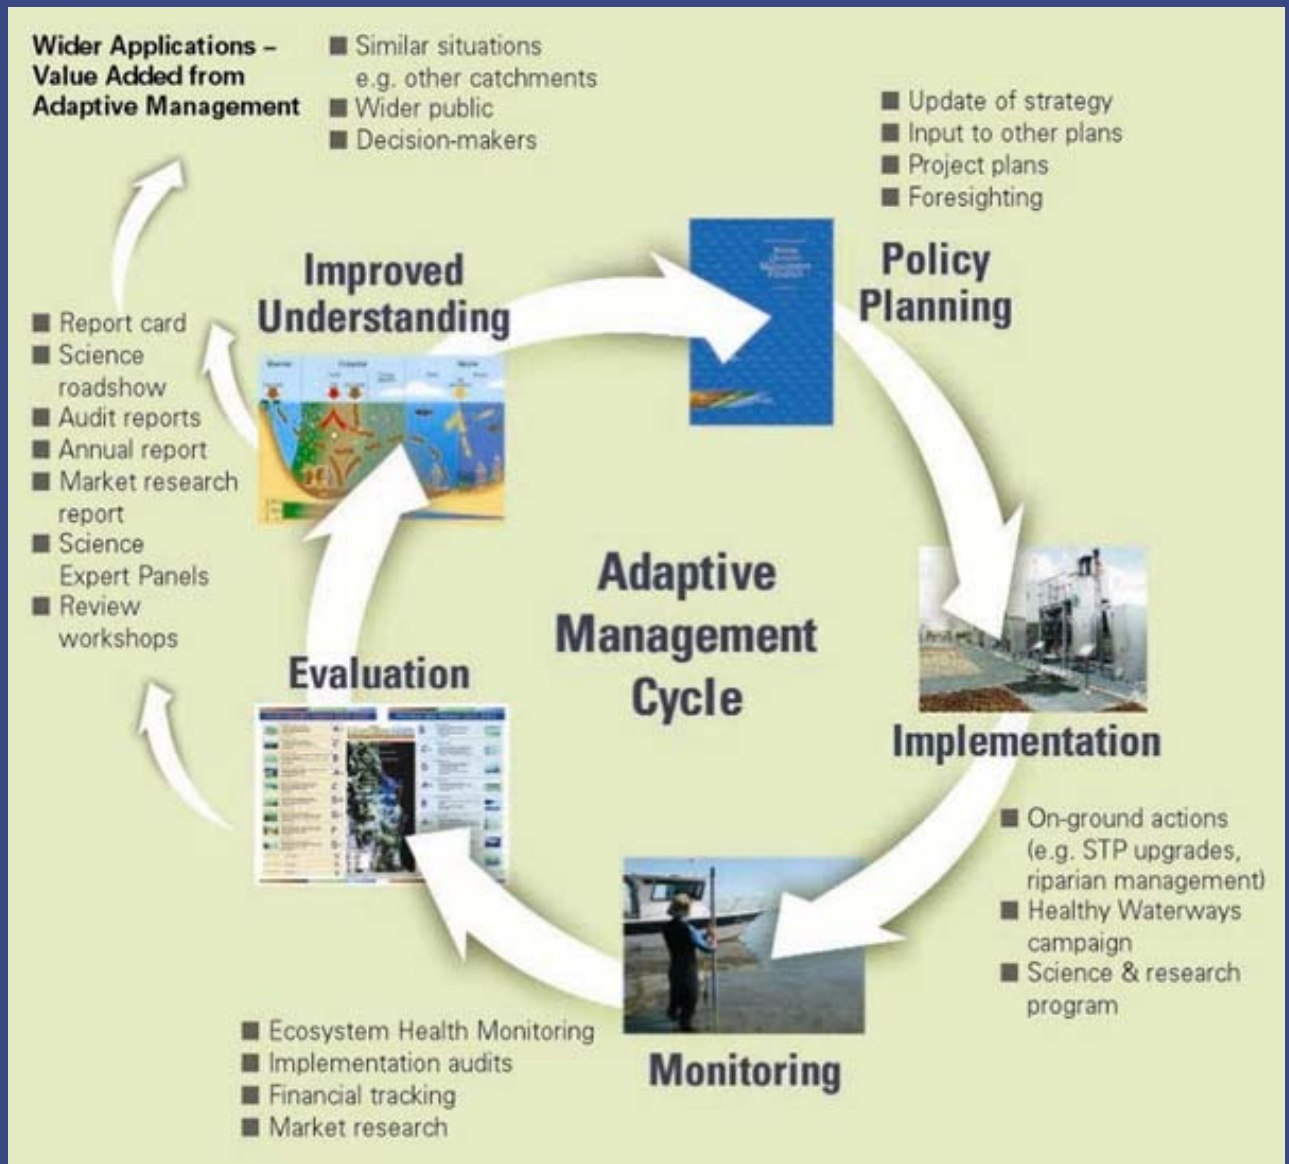 Wider Applications –
Value Added from
Adaptive Management
■ Similar situations
e.g. other catchments
■ Wider public
■ Decision-makers
■ Update of strategy
■ Input to other plans
■ Project plans
■ Foresighting
Policy
Planning
Improved
Understanding
■ Report card
■ Science
roadshow
■ Audit reports
■ Annual report
■ Market research
report
■ Science
Expert Panels
■ Review
workshops
Adaptive
Management
Cycle
Evaluation
Implementation
■ On-ground actions
(e.g. STP upgrades,
riparian management)
■ Healthy Waterways
campaign
■ Science & research
program
■ Ecosystem Health Monitoring
■ Implementation audits
■ Financial tracking
■ Market research
Monitoring